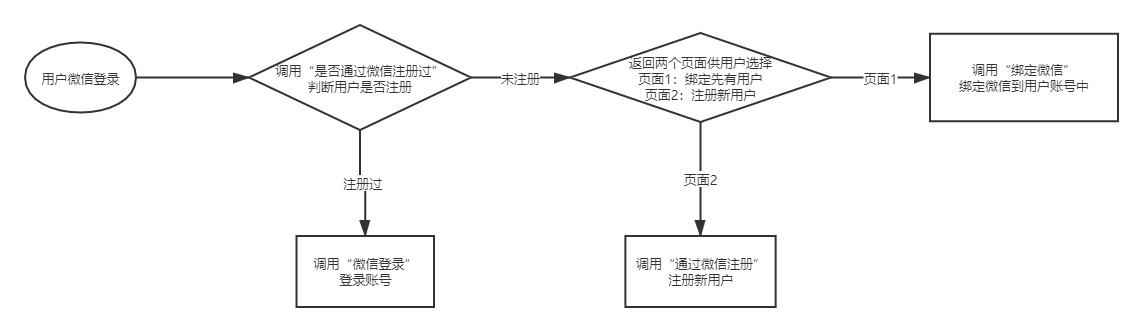 用户微信登录
调用“是否通过微信注册过”
判断用户是否注册
未注册
返回两个页面供用户选择
页面1：绑定先有用户
页面2：注册新用户
页面1
调用“绑定微信”
绑定微信到用户账号中
注册过
页面2
调用“微信登录”
登录账号
调用“通过微信注册”
注册新用户